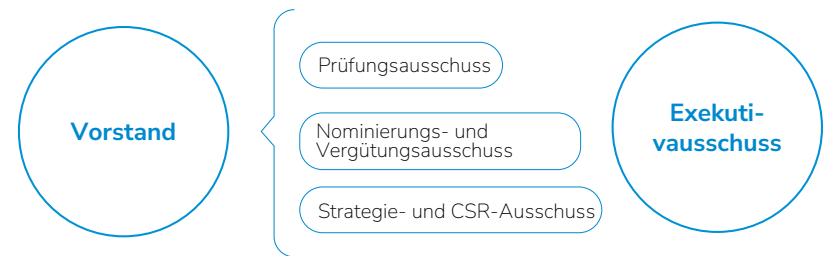 Vorstand
Prüfungsausschuss
Nominierungs- und
Vergütungsausschuss
Strategie- und CSR-Ausschuss
Exekuti-
vausschuss